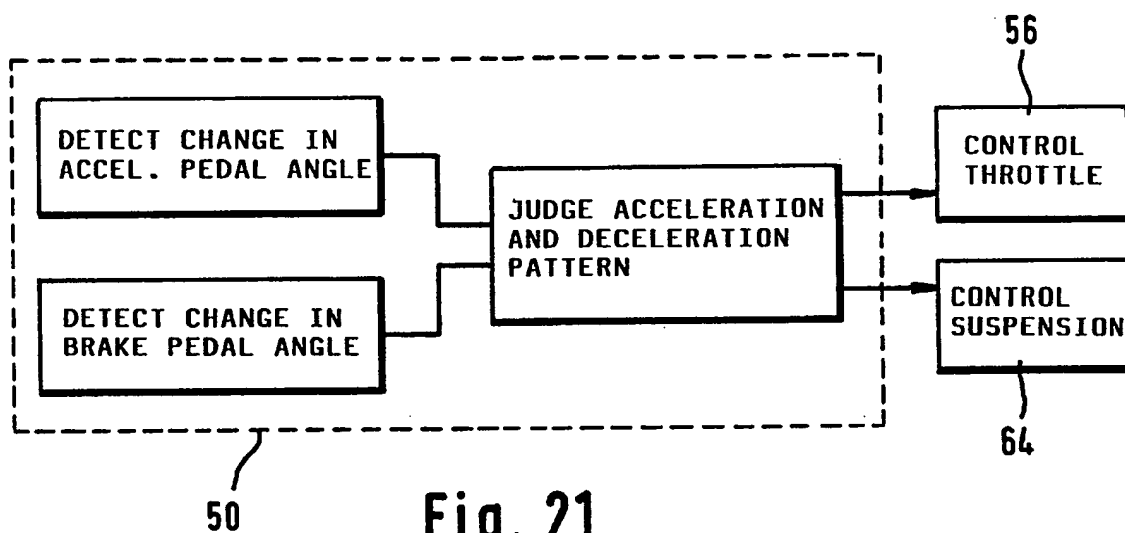 56
DETECT CHANGE IN
ACCEL. PEDAL ANGLE
JUDGE ACCELERATION
AND DECELERATION
PATTERN
CONTROL
THROTTLE
DETECT CHANGE IN
BRAKE PEDAL ANGLE
CONTROL
SUSPENSION
64
50
Fig. 21